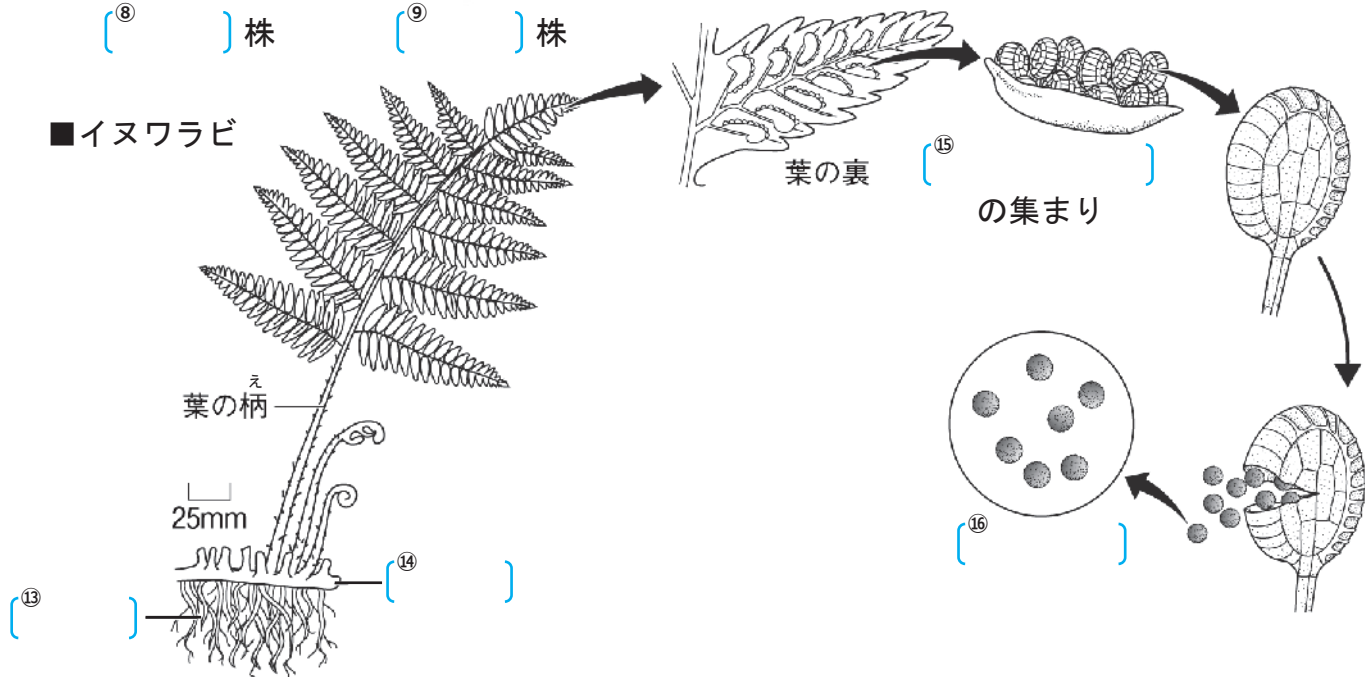 ⑧ 株 ⑨ 株
■イヌワラビ
葉の裏
⑮
の集まり
え
葉の柄
25mm
⑯
⑭
⑬